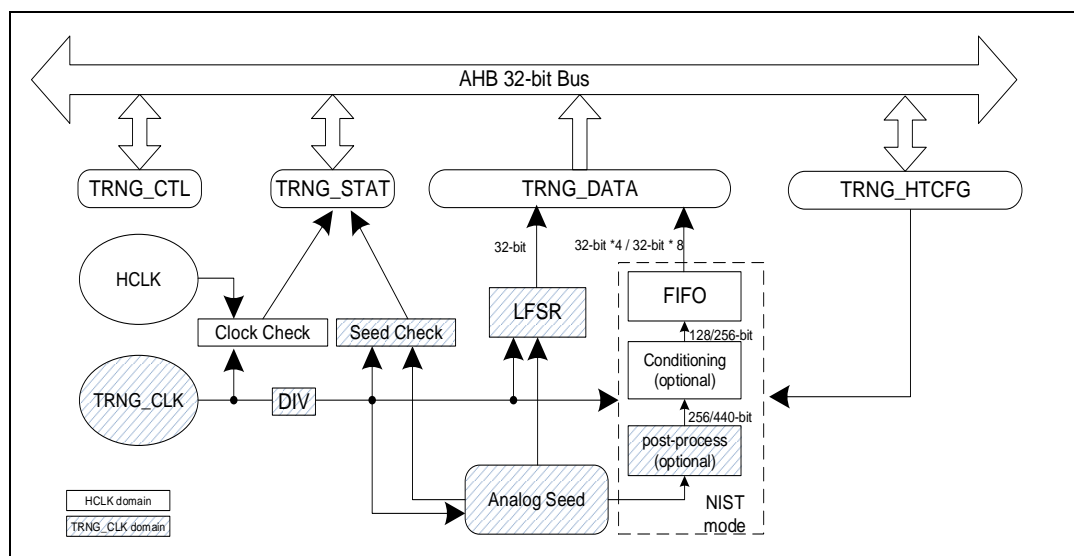 AHB 32-bit Bus
TRNG_CTL
TRNG_STAT
TRNG_DATA
TRNG_HTCFG
32-bit
32-bit *4 / 32-bit * 8
HCLK
FIFO
LFSR
Clock Check
Seed Check
128/256-bit
Conditioning
(optional)
TRNG_CLK
DIV
256/440-bit
post-process
(optional)
Analog Seed
NIST
mode
HCLK domain
TRNG_CLK domain